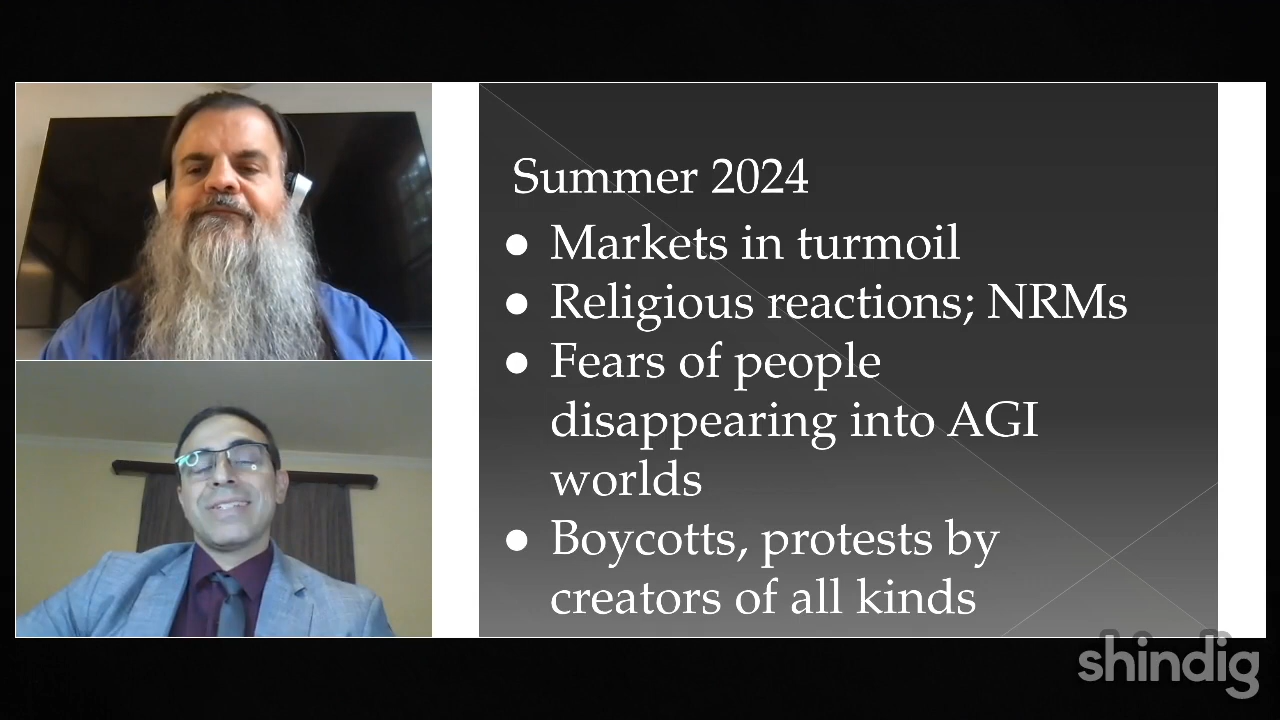 Summer 2024
● Markets in turmoil
● Religious reactions; NRMs
● Fears of people
disappearing into AGI
worlds
● Boycotts, protests by
creators of all kinds
shindig